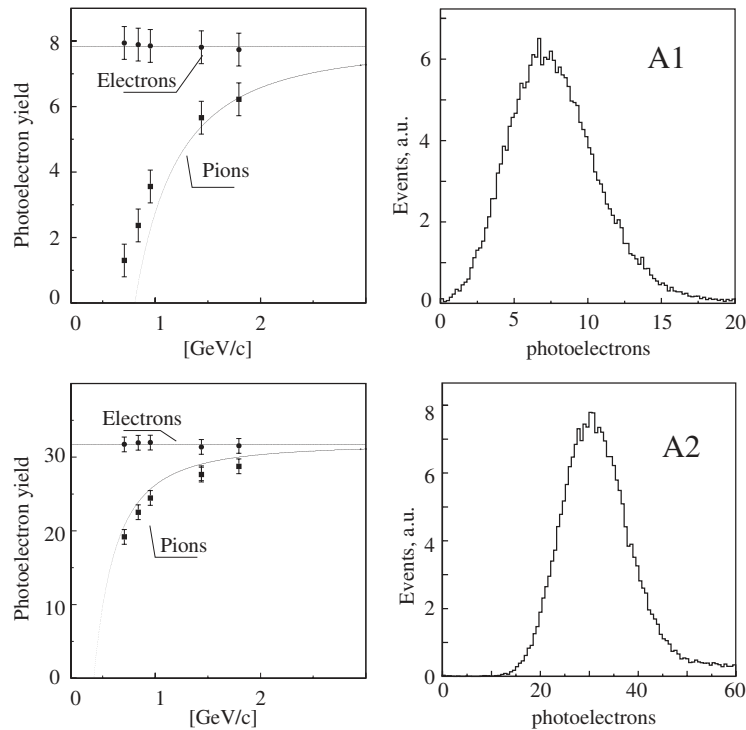 8
6
4
2
0
Photoelectron yield
Electrons
Pions
0
1
2
[GeV/c]
6
4
2
0
Events, a.u.
A1
0
5
10
15
20
photoelectrons
30
20
10
0
Photoelectron yield
Electrons
Pions
0
1
2
[GeV/c]
8
6
4
2
0
Events, a.u.
A2
0
20
40
60
photoelectrons